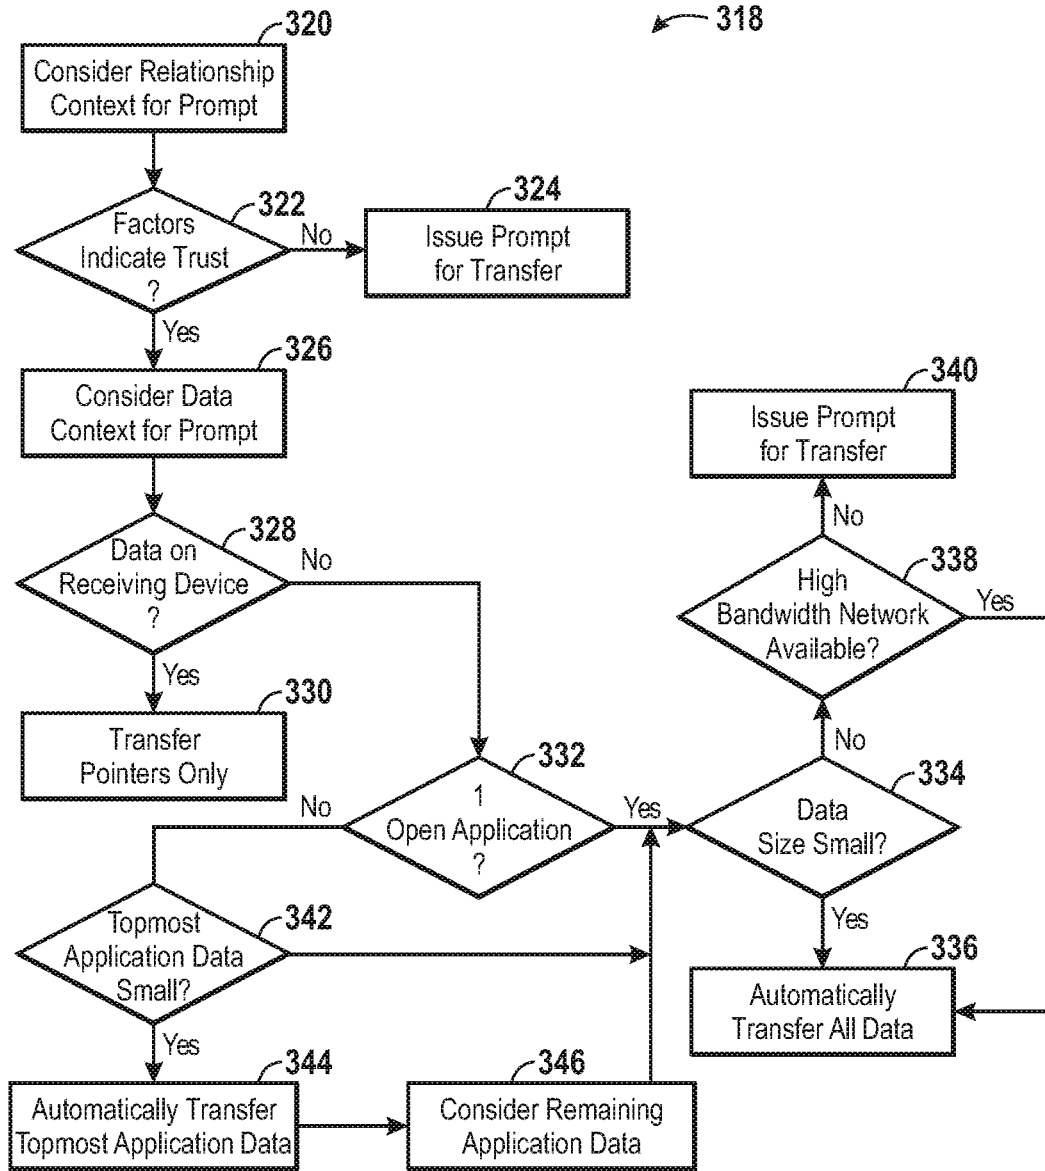 318
320
Consider Relationship
Context for Prompt
322
Factors
Indicate Trust
?
No
324
Issue Prompt
for Transfer
Yes
326
Consider Data
Context for Prompt
328
Data on
Receiving Device
?
No
Yes
330
Transfer
Pointers Only
332
1
Open Application
?
No
Yes
334
Data
Size Small?
No
Yes
336
Automatically
Transfer All Data
338
High
Bandwidth Network
Available?
No
Yes
340
Issue Prompt
for Transfer
342
Topmost
Application Data
Small?
Yes
344
Automatically Transfer
Topmost Application Data
346
Consider Remaining
Application Data